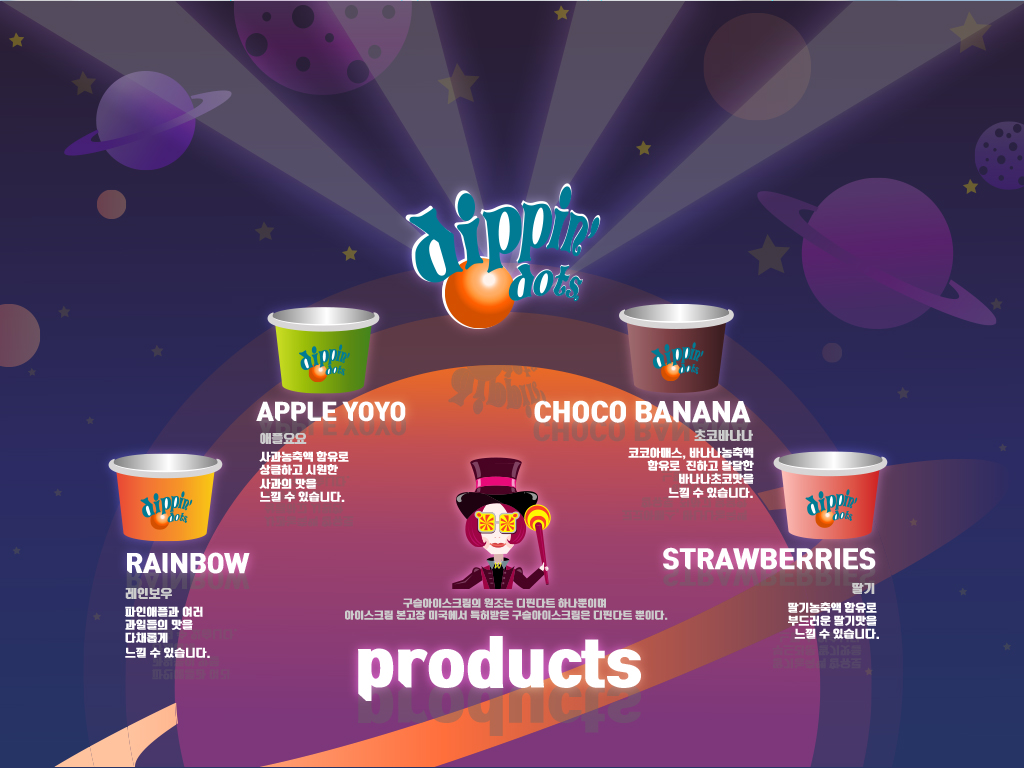 dippin'
dots
dippin'
dots
APPLE YOYO
애플요요
사과농축액 함유로
상큼하고 시원한
사과의 맛을
느낄 수 있습니다.
dippin'
dots
CHOCO BANANA
초코바나나
코코아매스, 바나나농축액
함유로 진하고 달달한
바나나초코맛을
느낄 수 있습니다.
dippin'
dots
RAINBOW
레인보우
파인애플과 여러
과일들의 맛을
다채롭게
느낄 수 있습니다.
dippin'
dots
STRAWBERRIES
딸기
딸기농축액 함유로
부드러운 딸기맛을
느낄 수 있습니다.
구슬아이스크림의 원조는 디핀다트 하나뿐이며
아이스크림 본고장 미국에서 특허받은 구슬아이스크림은 디핀다트 뿐이다.
products